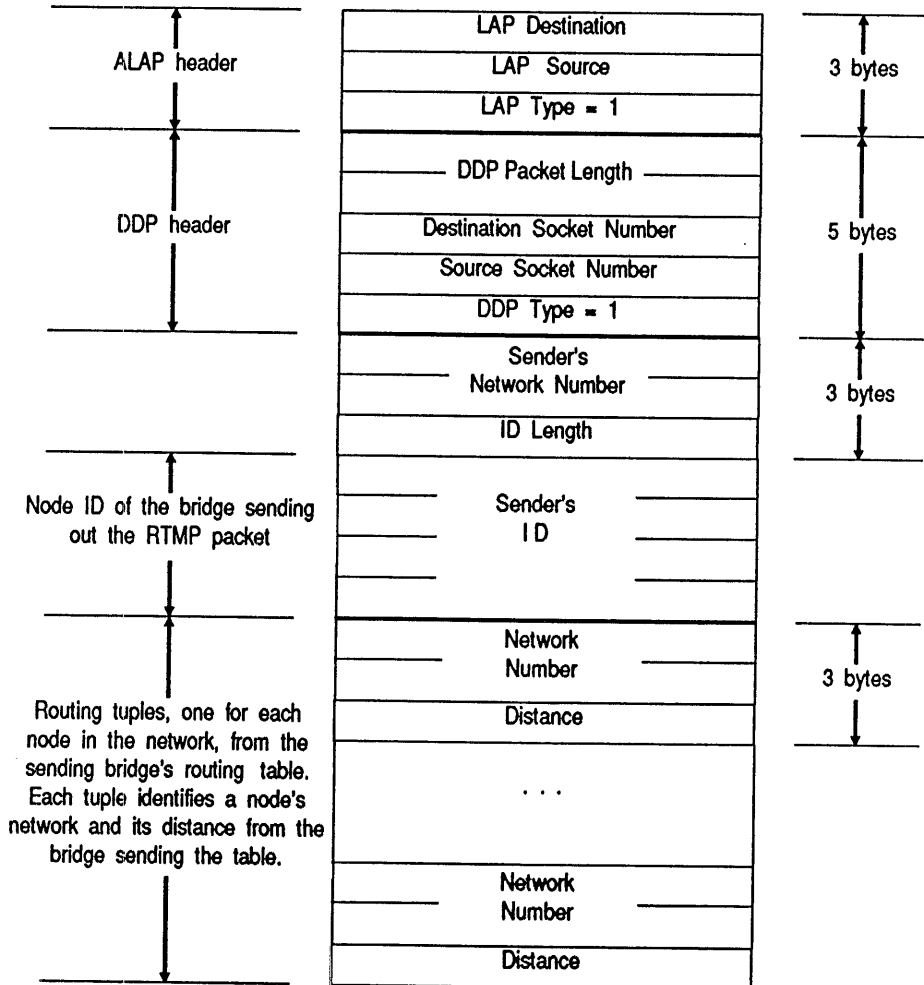 LAP Destination
ALAP header
LAP Source
3 bytes
LAP Type = 1
DDP Packet Length
DDP header
Destination Socket Number
5 bytes
Source Socket Number
DDP Type = 1
Sender's
Network Number
3 bytes
ID Length
Node ID of the bridge sending
out the RTMP packet
Sender's
ID
Network
Number
3 bytes
Distance
Routing tuples, one for each
node in the network, from the
sending bridge's routing table.
Each tuple identifies a node's
network and its distance from the
bridge sending the table.
. . .
Network
Number
Distance